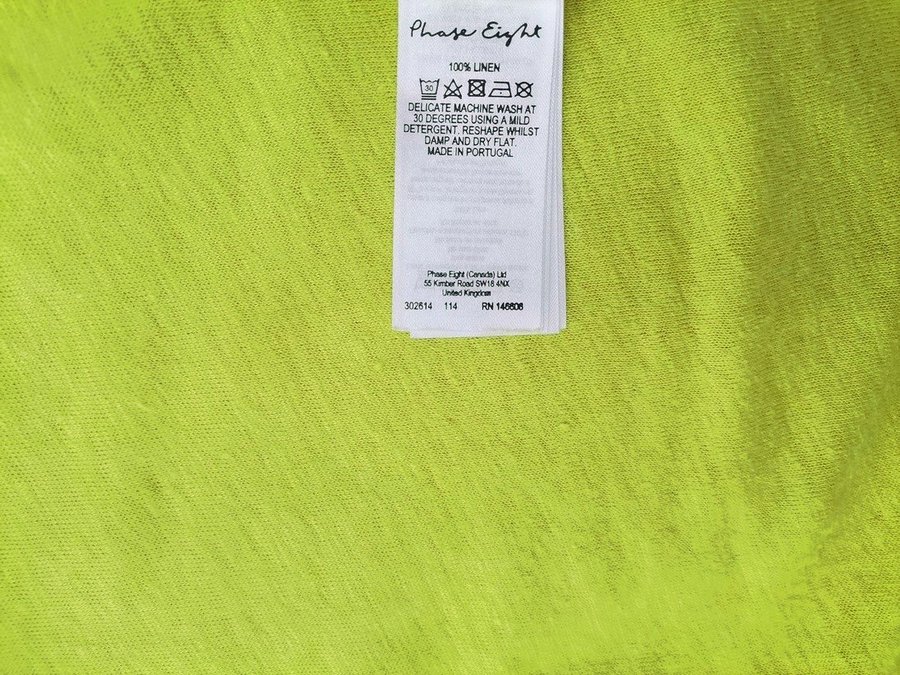 Phase Eight
100% LINEN
30
DELICATE MACHINE WASH AT
30 DEGREES USING A MILD
DETERGENT. RESHAPE WHILST
DAMP AND DRY FLAT.
MADE IN PORTUGAL
Phase Eight (Canada) Ltd
55 Kimber Road SW18 4NX
United Kingdom
302614 114 RN 146606